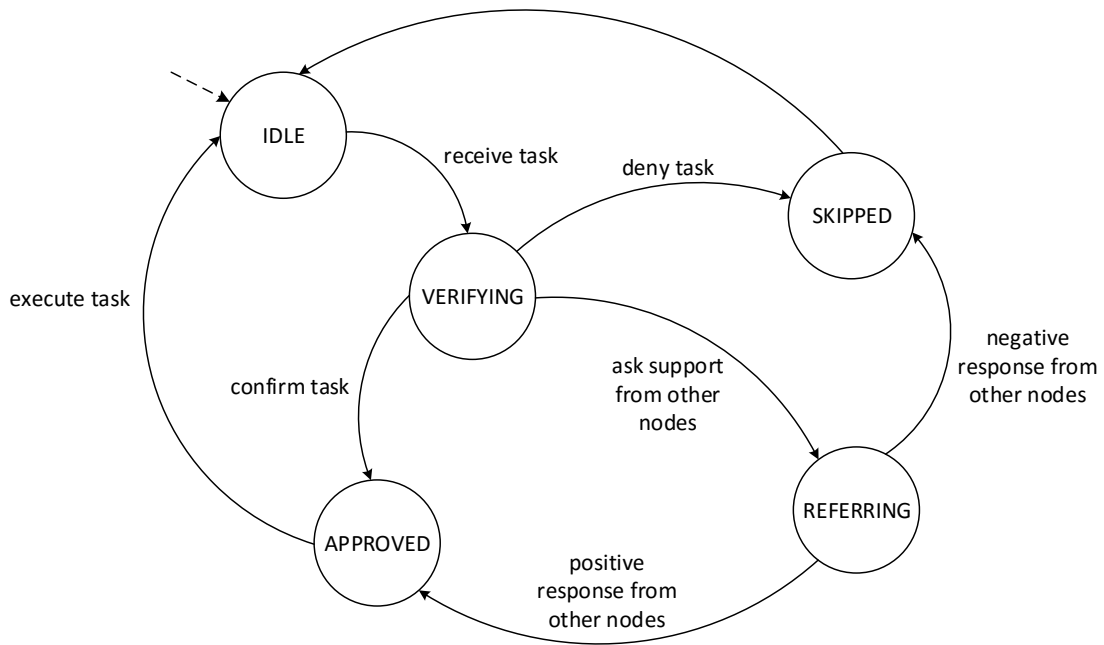 IDLE
receive task
deny task
SKIPPED
execute task
VERIFYING
negative
response from
other nodes
confirm task
ask support
from other
nodes
REFERRING
APPROVED
positive
response from
other nodes